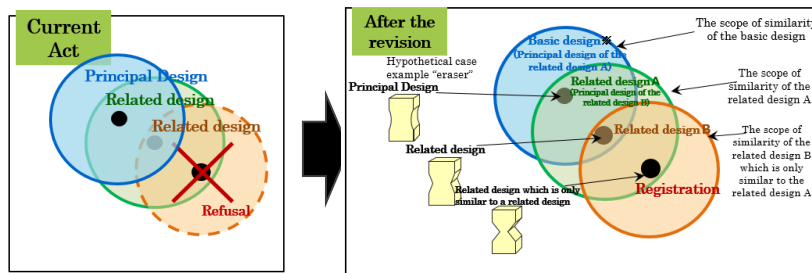 Current
Act
Principal Design
Related design
Related design
Refusal
After the
revision
Hypothetical case
example “eraser”
Principal Design
Related design
Related design which is only
similar to a related design
Basic design※
(Principal design of the
related design A)
Related design A
(Principal design of the
related design B)
Related design B
Registration
The scope of similarity
of the basic design
The scope of
similarity of the
related design A
The scope of
similarity of the
related design B
which is only
similar to the
related design A